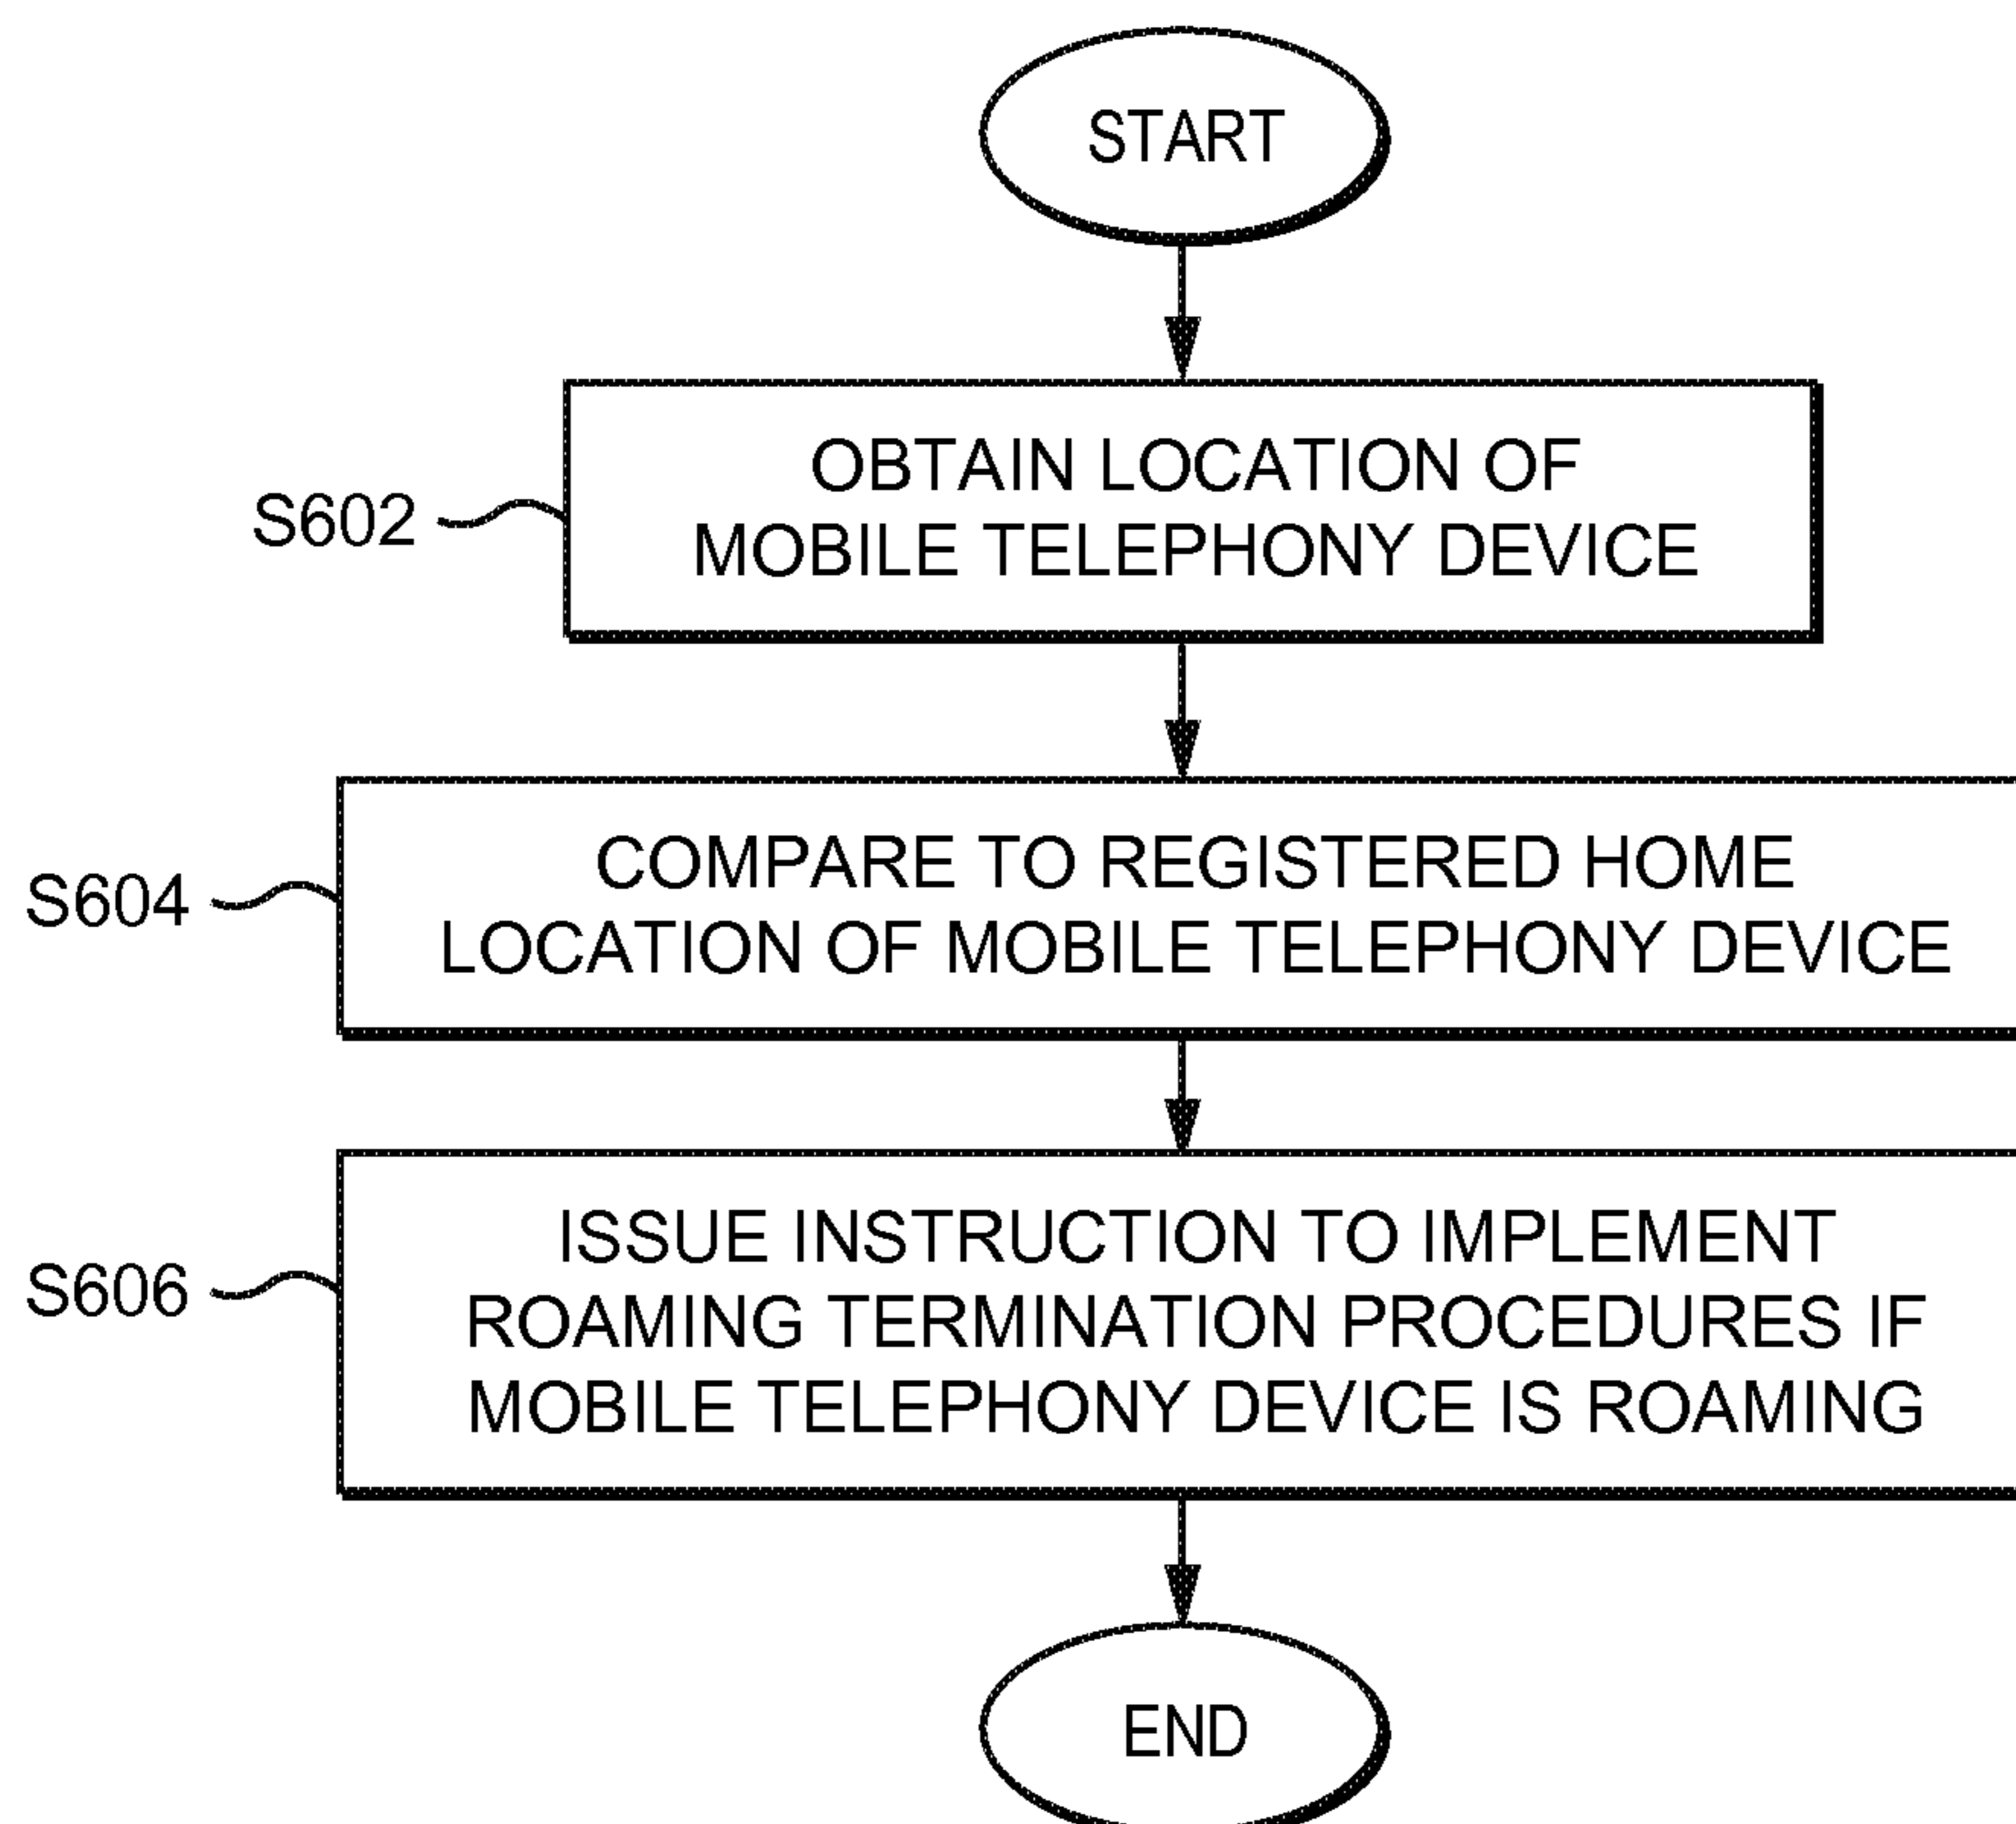 START
OBTAIN LOCATION OF
MOBILE TELEPHONY DEVICE
S602
COMPARE TO REGISTERED HOME
LOCATION OF MOBILE TELEPHONY DEVICE
S604
ISSUE INSTRUCTION TO IMPLEMENT
ROAMING TERMINATION PROCEDURES IF
MOBILE TELEPHONY DEVICE IS ROAMING
S606
END